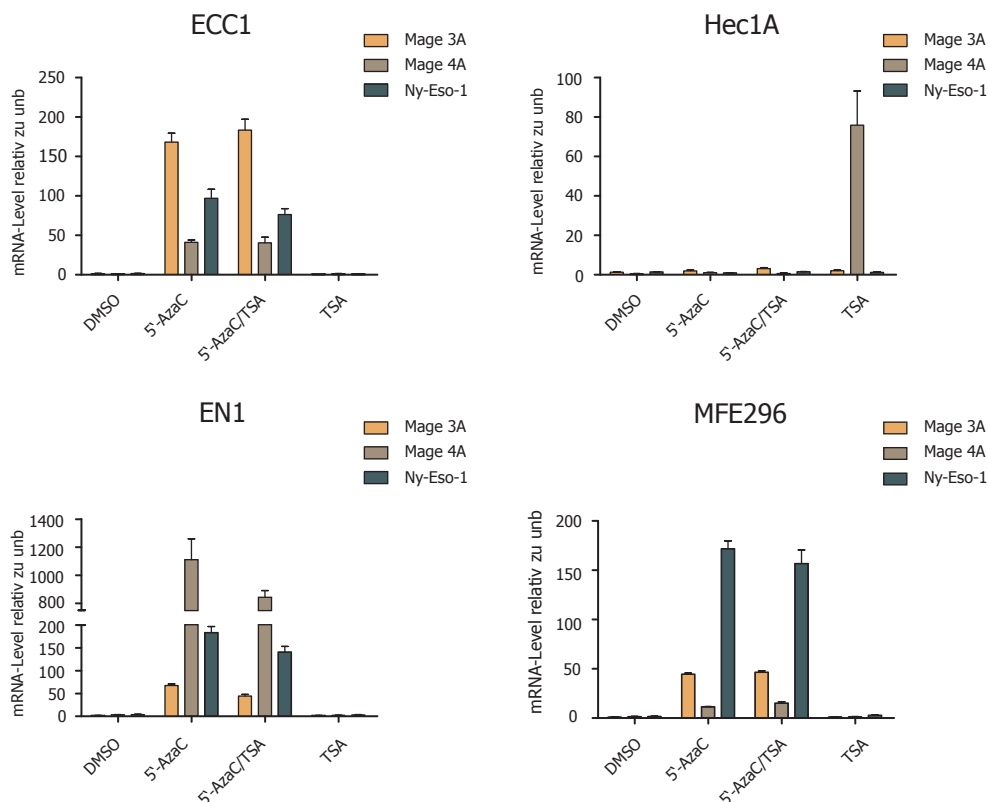 ECC1
Mage 3A
Mage 4A
Ny-Eso-1
mRNA-Level relativ zu unb
250
200
150
100
50
0
DMSO
5'-AzaC
5'-AzaC/TSA
TSA
Hec1A
Mage 3A
Mage 4A
Ny-Eso-1
mRNA-Level relativ zu unb
100
80
60
40
20
0
DMSO
5'-AzaC
5'-AzaC/TSA
TSA
EN1
Mage 3A
Mage 4A
Ny-Eso-1
mRNA-Level relativ zu unb
1400
1200
1000
800
200
150
100
50
0
DMSO
5'-AzaC
5'-AzaC/TSA
TSA
MFE296
Mage 3A
Mage 4A
Ny-Eso-1
mRNA-Level relativ zu unb
200
150
100
50
0
DMSO
5'-AzaC
5'-AzaC/TSA
TSA